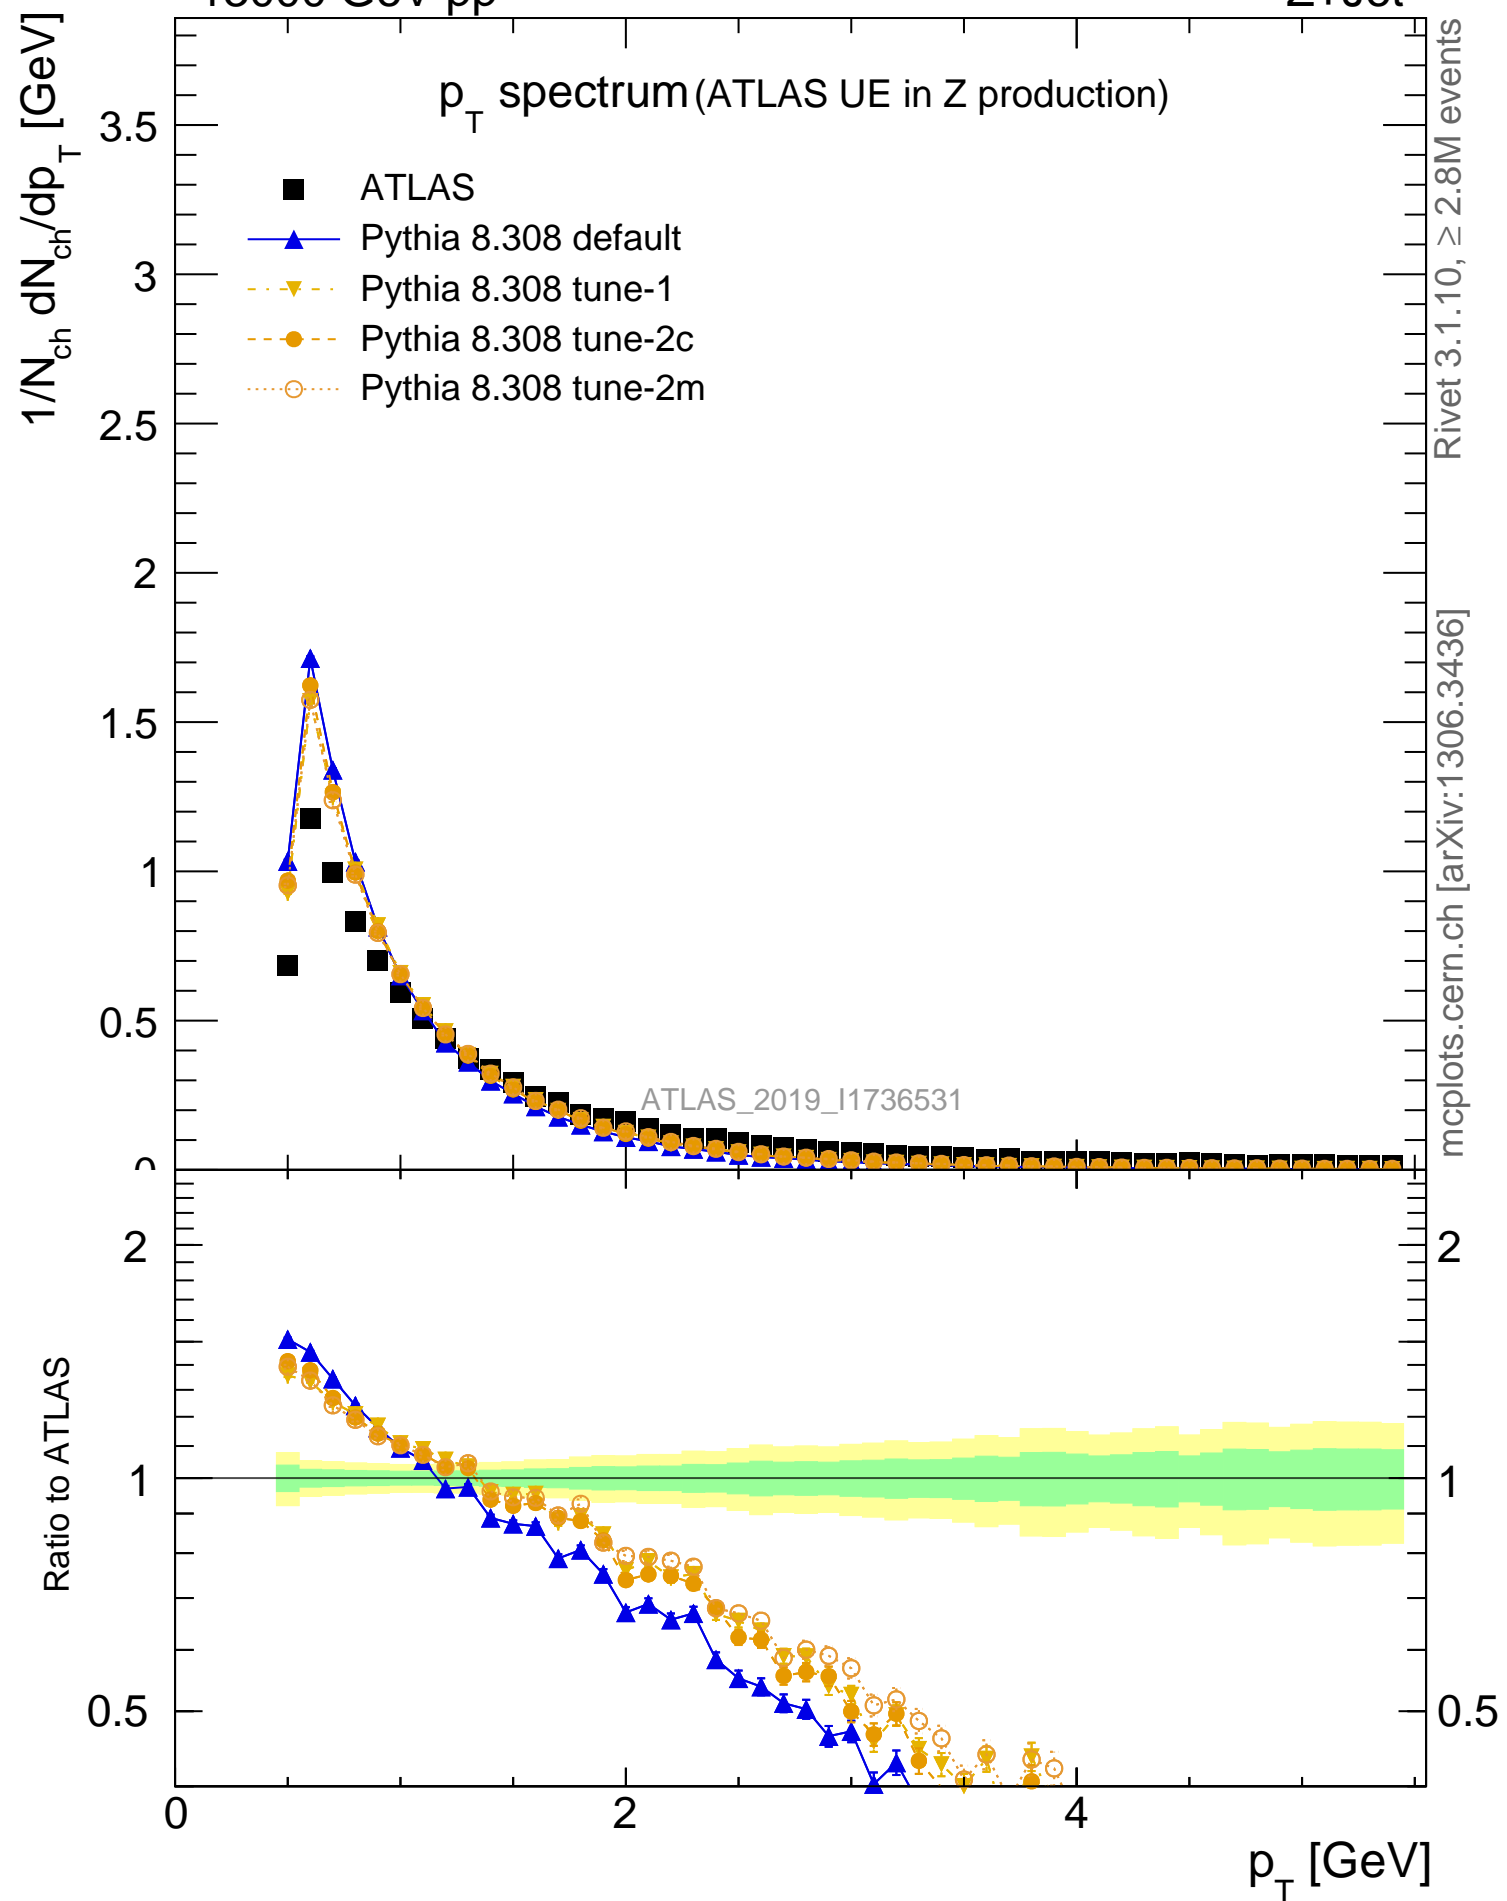 p_T spectrum (ATLAS UE in Z production)
1/N_ch dN_ch/dp_T [GeV]
ATLAS
Pythia 8.308 default
Pythia 8.308 tune-1
Pythia 8.308 tune-2c
Pythia 8.308 tune-2m
3.5
3
2.5
2
1.5
1
0.5
0
ATLAS_2019_I1736531
Rivet 3.1.10, ≥ 2.8M events
mcplots.cern.ch [arXiv:1306.3436]
Ratio to ATLAS
2
1
0.5
2
1
0.5
0
2
4
p_T [GeV]